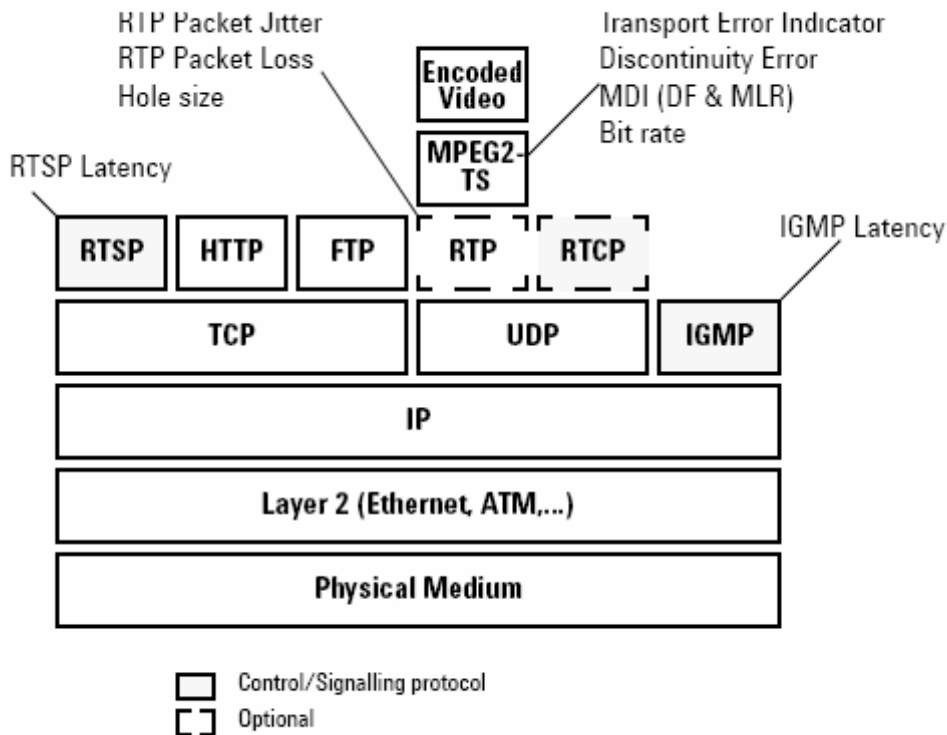 RTP Packet Jitter
RTP Packet Loss
Hole size
Transport Error Indicator
Discontinuity Error
MDI (DF & MLR)
Bit rate
Encoded
Video
MPEG2-
TS
RTSP Latency
IGMP Latency
RTSP
HTTP
FTP
RTP
RTCP
TCP
UDP
IGMP
IP
Layer 2 (Ethernet, ATM,...)
Physical Medium
Control/Signalling protocol
Optional